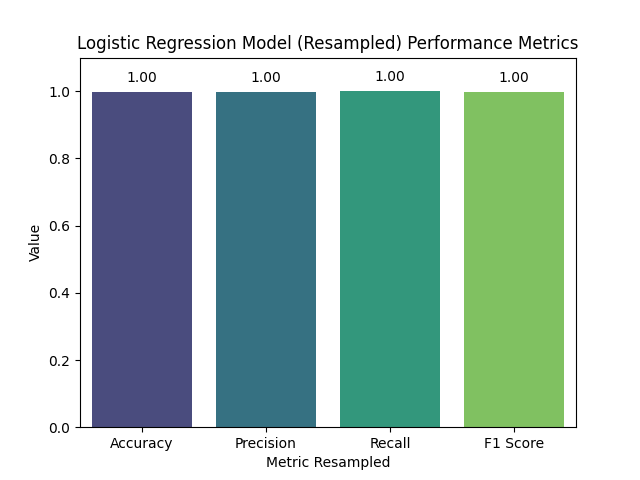 Logistic Regression Model (Resampled) Performance Metrics
1.00 1.00 1.00 1.00
1.0
0.8
0.6
0.4
0.2
0.0
Value
Accuracy Precision Recall F1 Score
Metric Resampled